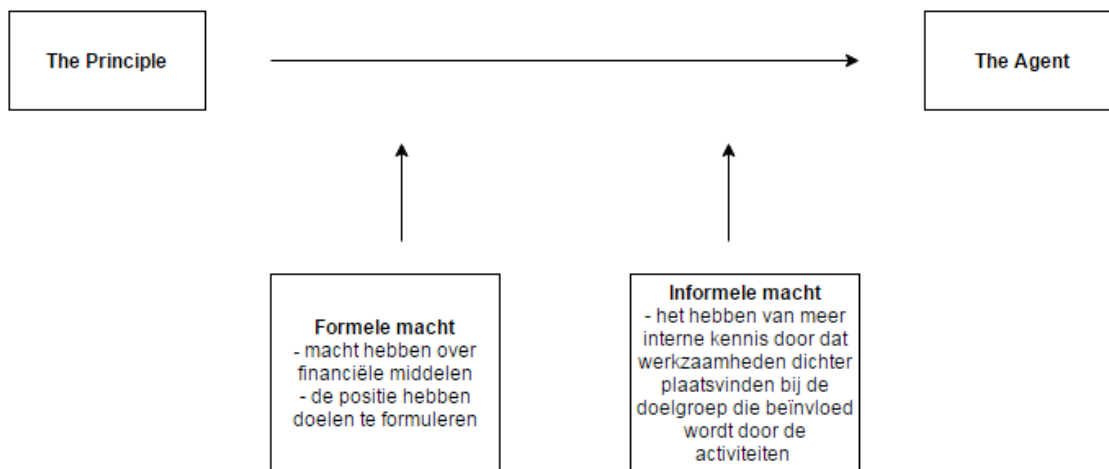 The Principle
The Agent
Formele macht
- macht hebben over
financiële middelen
- de positie hebben
doelen te formuleren
Informele macht
- het hebben van meer
interne kennis door dat
werkzaamheden dichter
plaatsvinden bij de
doelgroep die beïnvloed
wordt door de
activiteiten